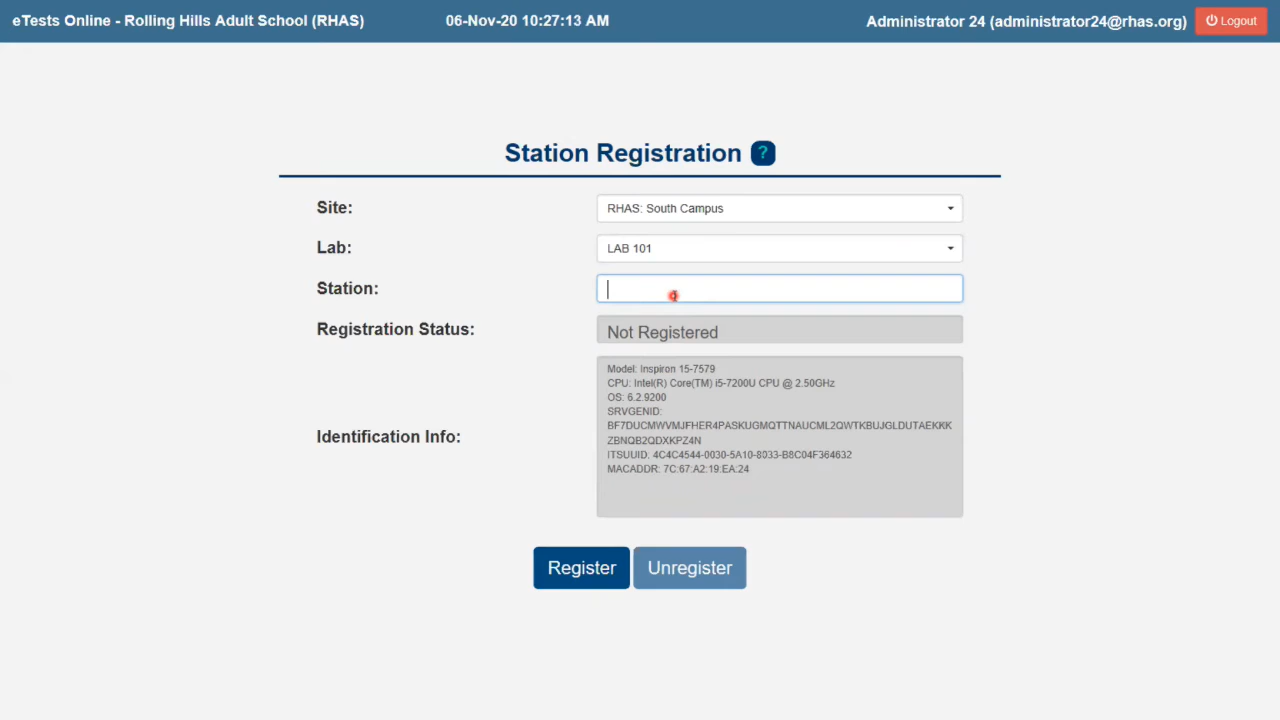 eTests Online - Rolling Hills Adult School (RHAS) 06-Nov-20 10:27:13 AM Administrator 24 (administrator24@rhas.org) Logout
Station Registration ?
Site: RHAS: South Campus
Lab: LAB 101
Station:
Registration Status: Not Registered
Identification Info:
Model: Inspiron 15-7579
CPU: Intel(R) Core(TM) i5-7200U CPU @ 2.50GHz
OS: 6.2.9200
SRVGENID:
BF7DUCMWVMJFHER4PASKUGMQTTNAUCML2QWTKBUJGLDUTAEKKK
ZBNQB2QDXKPZ4N
ITSUUID: 4C4C4544-0030-5A10-8033-B8C04F364632
MACADDR: 7C:67:A2:19:EA:24
Register Unregister